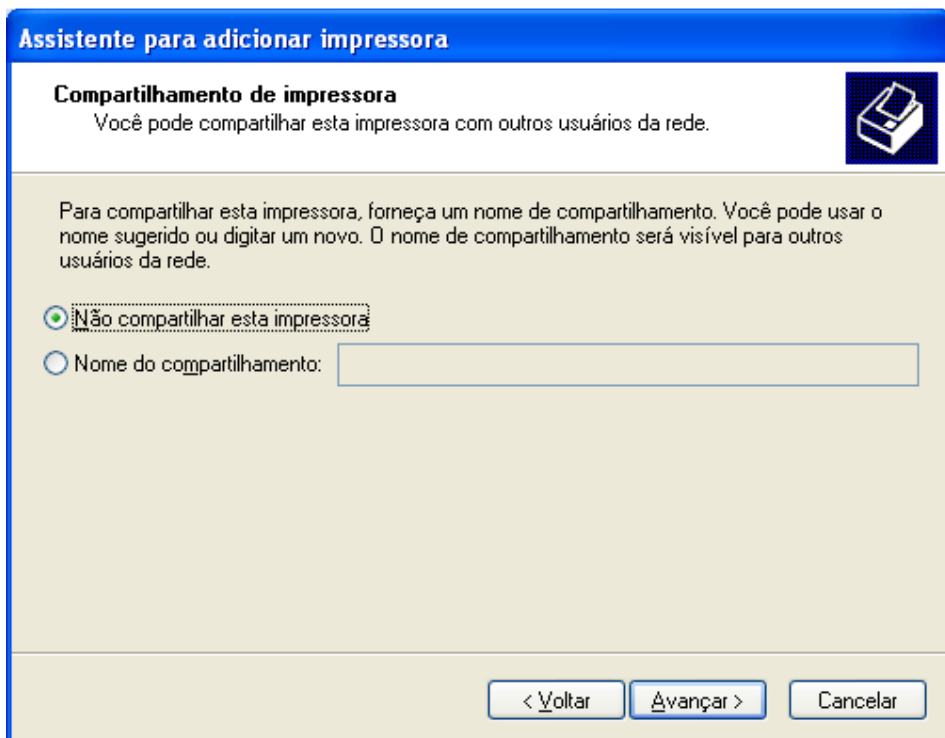 Assistente para adicionar impressora
Compartilhamento de impressora
Você pode compartilhar esta impressora com outros usuários da rede.
Para compartilhar esta impressora, forneça um nome de compartilhamento. Você pode usar o
nome sugerido ou digitar um novo. O nome de compartilhamento será visível para outros
usuários da rede.
Não compartilhar esta impressora
Nome do compartilhamento:
< Voltar Avançar > Cancelar